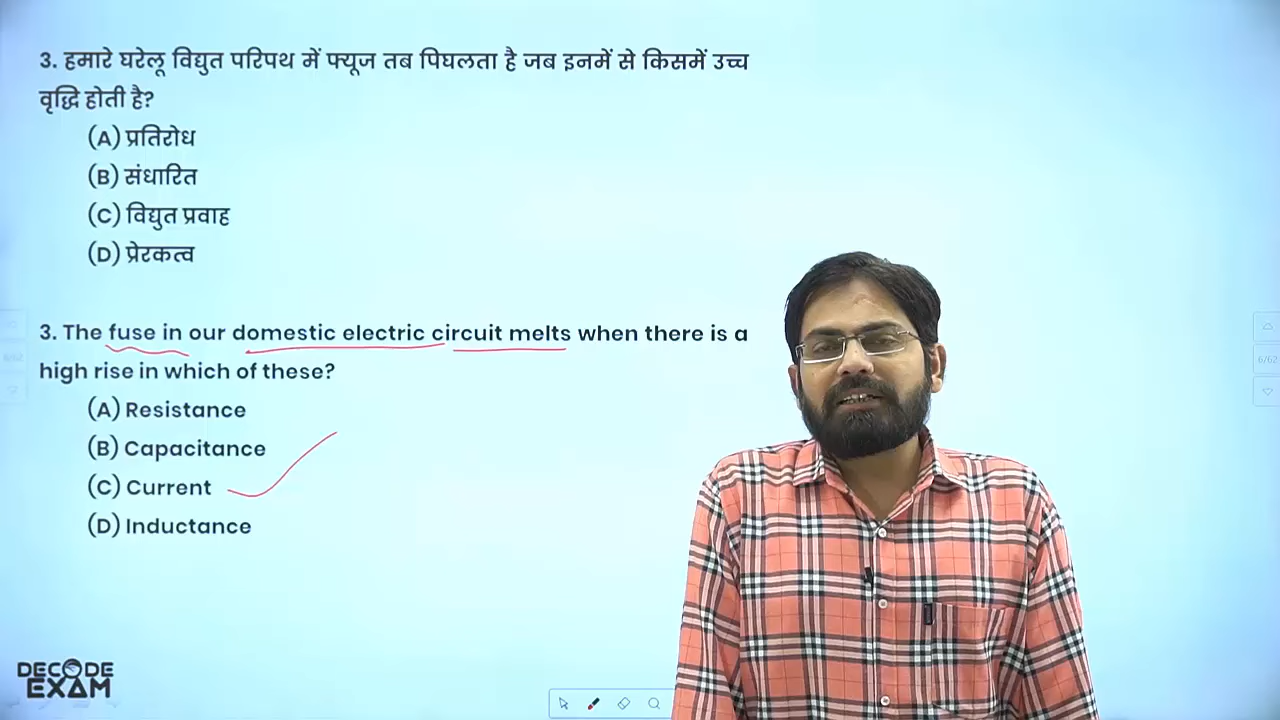 3. हमारे घरेलू विद्युत परिपथ में फ्यूज तब पिघलता है जब इनमें से किसमें उच्च
वृद्धि होती है?
(A) प्रतिरोध
(B) संधारित
(C) विद्युत प्रवाह
(D) प्रेरकत्व
3. The fuse in our domestic electric circuit melts when there is a
high rise in which of these?
(A) Resistance
(B) Capacitance
(C) Current
(D) Inductance
6/62
DECODE
EXAM